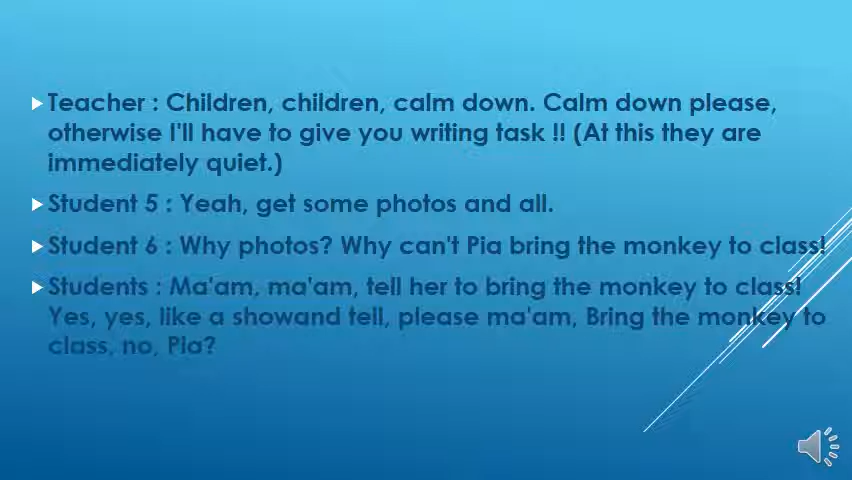 Teacher : Children, children, calm down. Calm down please,
otherwise I'll have to give you writing task !! (At this they are
immediately quiet.)
Student 5 : Yeah, get some photos and all.
Student 6 : Why photos? Why can't Pia bring the monkey to class!
Students : Ma'am, ma'am, tell her to bring the monkey to class!
Yes, yes, like a showand tell, please ma'am, Bring the monkey to
class, no, Pia?